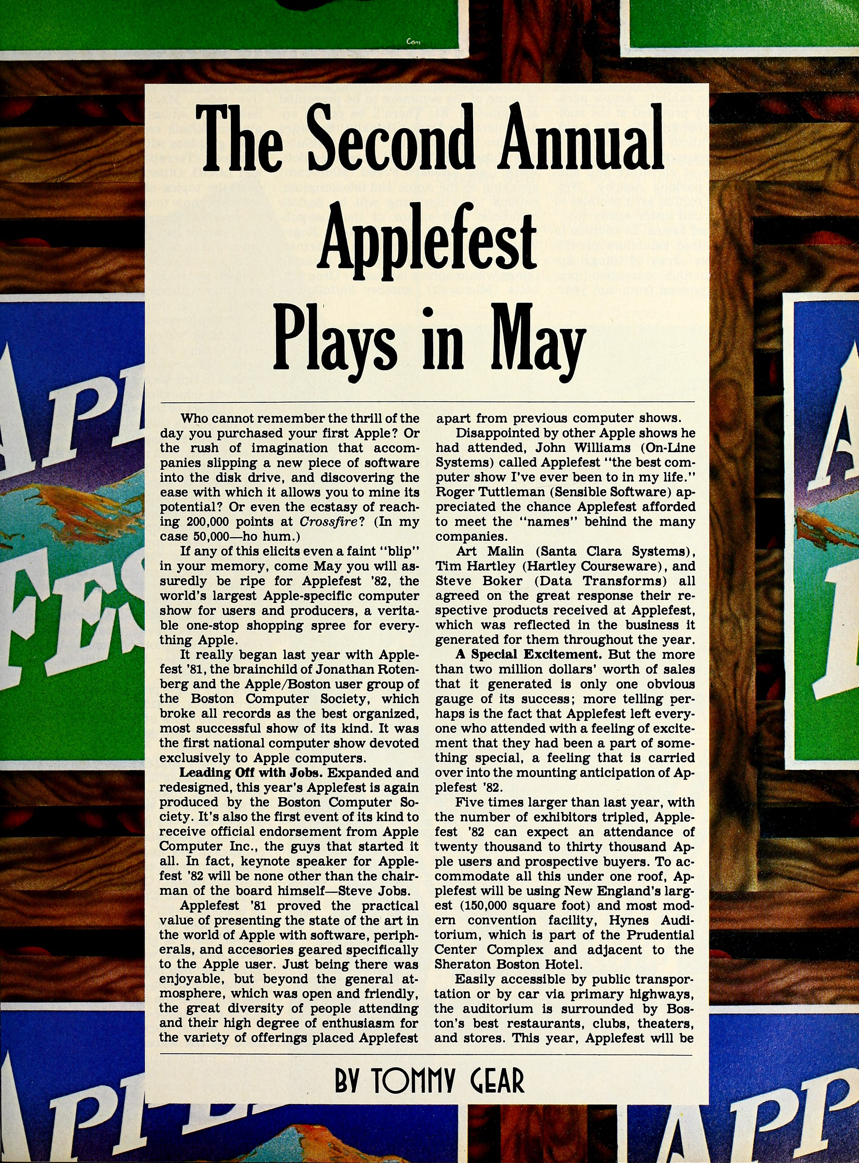 The Second Annual
Applefest
Plays in May
Who cannot remember the thrill of the
day you purchased your first Apple? Or
the rush of imagination that accom-
panies slipping a new piece of software
into the disk drive, and discovering the
ease with which it allows you to mine its
potential? Or even the ecstasy of reach-
ing 200,000 points at Crossfire? (In my
case 50,000—ho hum.)
If any of this elicits even a faint "blip"
in your memory, come May you will as-
suredly be ripe for Applefest '82, the
world's largest Apple-specific computer
show for users and producers, a verita-
ble one-stop shopping spree for every-
thing Apple.
It really began last year with Apple-
fest '81, the brainchild of Jonathan Roten-
berg and the Apple/Boston user group of
the Boston Computer Society, which
broke all records as the best organized,
most successful show of its kind. It was
the first national computer show devoted
exclusively to Apple computers.
Leading Off with Jobs. Expanded and
redesigned, this year's Applefest is again
produced by the Boston Computer So-
ciety. It's also the first event of its kind to
receive official endorsement from Apple
Computer Inc., the guys that started it
all. In fact, keynote speaker for Apple-
fest '82 will be none other than the chair-
man of the board himself—Steve Jobs.
Applefest '81 proved the practical
value of presenting the state of the art in
the world of Apple with software, periph-
erals, and accesories geared specifically
to the Apple user. Just being there was
enjoyable, but beyond the general at-
mosphere, which was open and friendly,
the great diversity of people attending
and their high degree of enthusiasm for
the variety of offerings placed Applefest
apart from previous computer shows.
Disappointed by other Apple shows he
had attended, John Williams (On-Line
Systems) called Applefest "the best com-
puter show I've ever been to in my life."
Roger Tuttleman (Sensible Software) ap-
preciated the chance Applefest afforded
to meet the "names" behind the many
companies.
Art Malin (Santa Clara Systems),
Tim Hartley (Hartley Courseware), and
Steve Boker (Data Transforms) all
agreed on the great response their re-
spective products received at Applefest,
which was reflected in the business it
generated for them throughout the year.
A Special Excitement. But the more
than two million dollars' worth of sales
that it generated is only one obvious
gauge of its success; more telling per-
haps is the fact that Applefest left every-
one who attended with a feeling of excite-
ment that they had been a part of some-
thing special, a feeling that is carried
over into the mounting anticipation of Ap-
plefest '82.
Five times larger than last year, with
the number of exhibitors tripled, Apple-
fest '82 can expect an attendance of
twenty thousand to thirty thousand Ap-
ple users and prospective buyers. To ac-
commodate all this under one roof, Ap-
plefest will be using New England's larg-
est (150,000 square foot) and most mod-
ern convention facility, Hynes Audi-
torium, which is part of the Prudential
Center Complex and adjacent to the
Sheraton Boston Hotel.
Easily accessible by public transpor-
tation or by car via primary highways,
the auditorium is surrounded by Bos-
ton's best restaurants, clubs, theaters,
and stores. This year, Applefest will be
BY TOMMY GEAR
APPL
FES
A
APPLE
APP